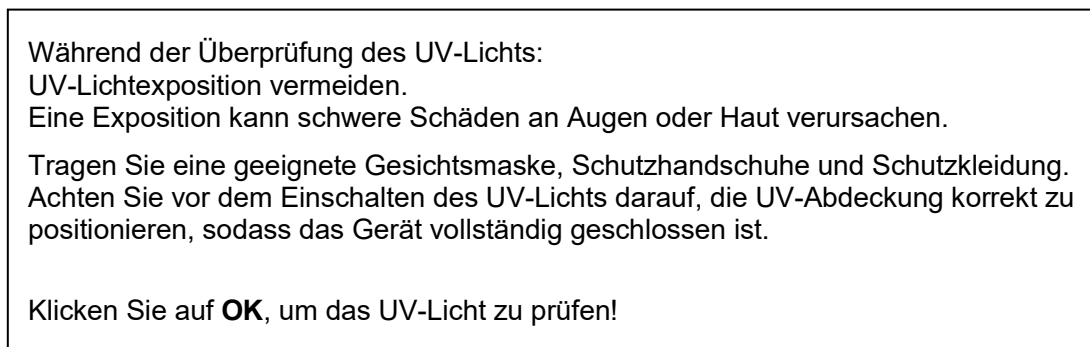 Während der Überprüfung des UV-Lichts:
UV-Lichtexposition vermeiden.
Eine Exposition kann schwere Schäden an Augen oder Haut verursachen.
Tragen Sie eine geeignete Gesichtsmaske, Schutzhandschuhe und Schutzkleidung.
Achten Sie vor dem Einschalten des UV-Lichts darauf, die UV-Abdeckung korrekt zu
positionieren, sodass das Gerät vollständig geschlossen ist.
Klicken Sie auf OK, um das UV-Licht zu prüfen!